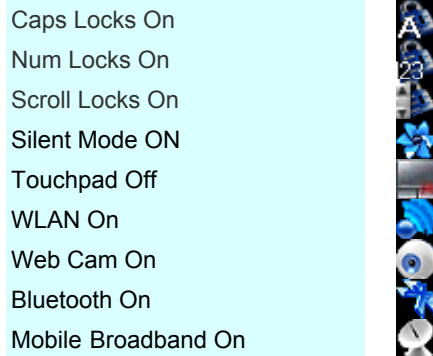 Caps Locks On
A
Num Locks On
123
Scroll Locks On
Silent Mode ON
Touchpad Off
WLAN On
Web Cam On
Bluetooth On
Mobile Broadband On